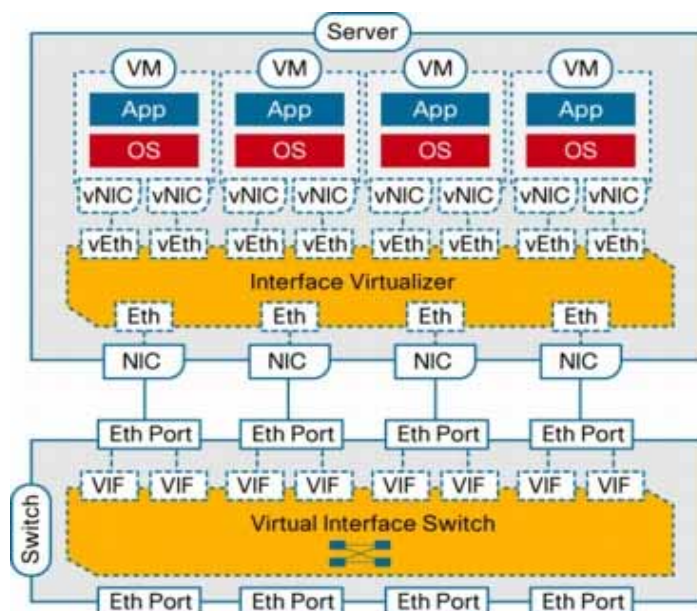 Server
VM VM VM VM
App App App App
OS OS OS OS
vNIC vNIC vNIC vNIC vNIC vNIC vNIC vNIC
vEth vEth vEth vEth vEth vEth vEth vEth
Interface Virtualizer
Eth Eth Eth Eth
NIC NIC NIC NIC
Eth Port Eth Port Eth Port Eth Port
VIF VIF VIF VIF VIF VIF VIF VIF
Switch
Virtual Interface Switch
Eth Port Eth Port Eth Port Eth Port